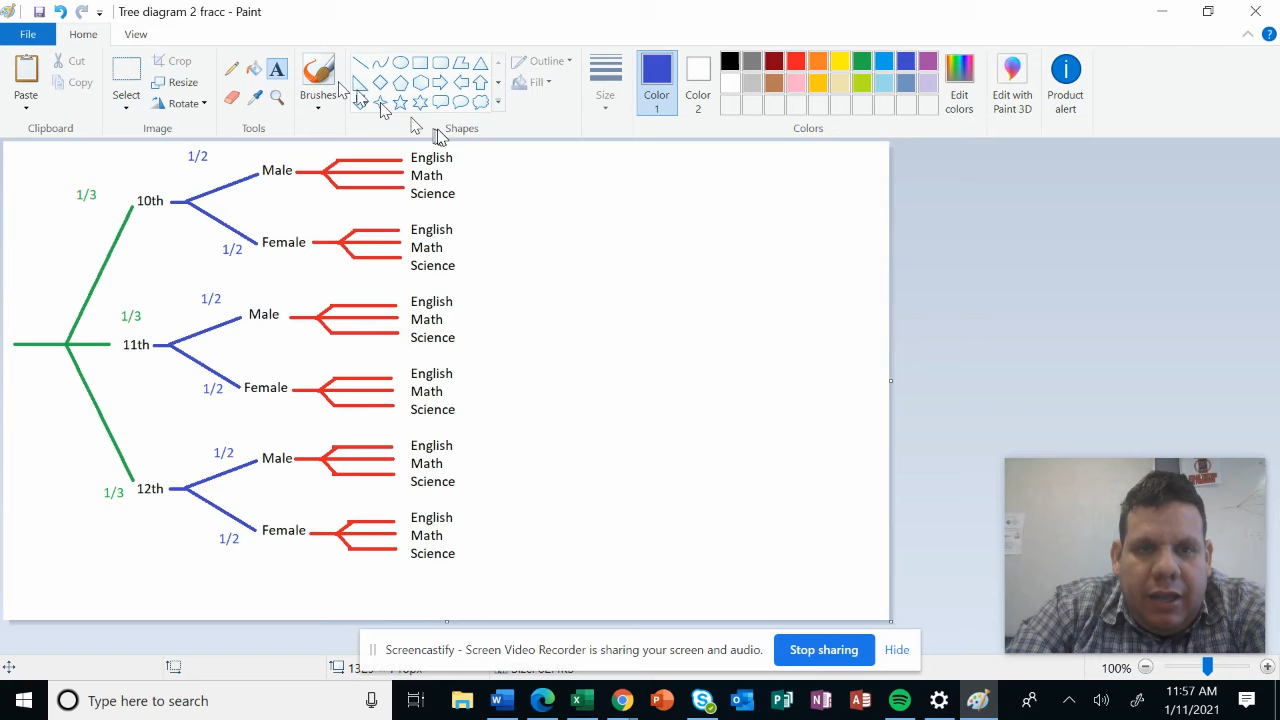 Tree diagram 2 fracc - Paint
File
Home
View
Paste
Cut
Copy
Clipboard
Select
Crop
Resize
Rotate
Image
A
Tools
Brushes
Shapes
Outline
Fill
Size
Color 1
Color 2
Edit colors
Colors
Edit with Paint 3D
Product alert
1/2
Male
English
Math
Science
1/3
10th
Female
English
Math
Science
1/2
1/2
Male
English
Math
Science
1/3
11th
Female
English
Math
Science
1/2
1/2
Male
English
Math
Science
1/3
12th
Female
English
Math
Science
1/2
Screencastify - Screen Video Recorder is sharing your screen and audio.
Stop sharing
Hide
100%
Type here to search
11:57 AM
1/11/2021